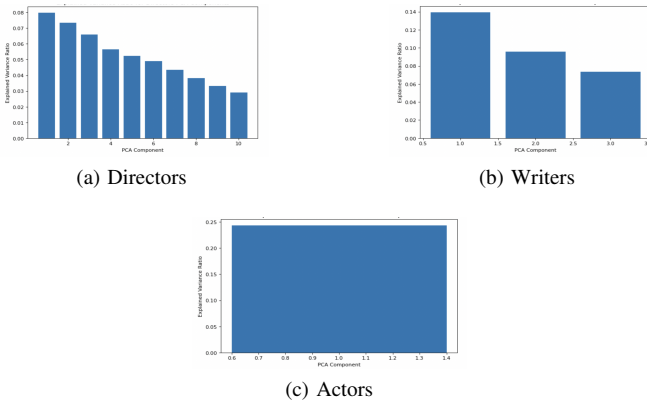 0.08
0.07
0.06
0.05
0.04
0.03
0.02
0.01
0.00
Explained Variance Ratio
2 4 6 8 10
PCA Component
(a) Directors
0.14
0.12
0.10
0.08
0.06
0.04
0.02
0.00
Explained Variance Ratio
0.5 1.0 1.5 2.0 2.5 3.0
PCA Component
(b) Writers
0.25
0.20
0.15
0.10
0.05
0.00
Explained Variance Ratio
0.6 0.7 0.8 0.9 1.0 1.1 1.2 1.3 1.4
PCA Component
(c) Actors